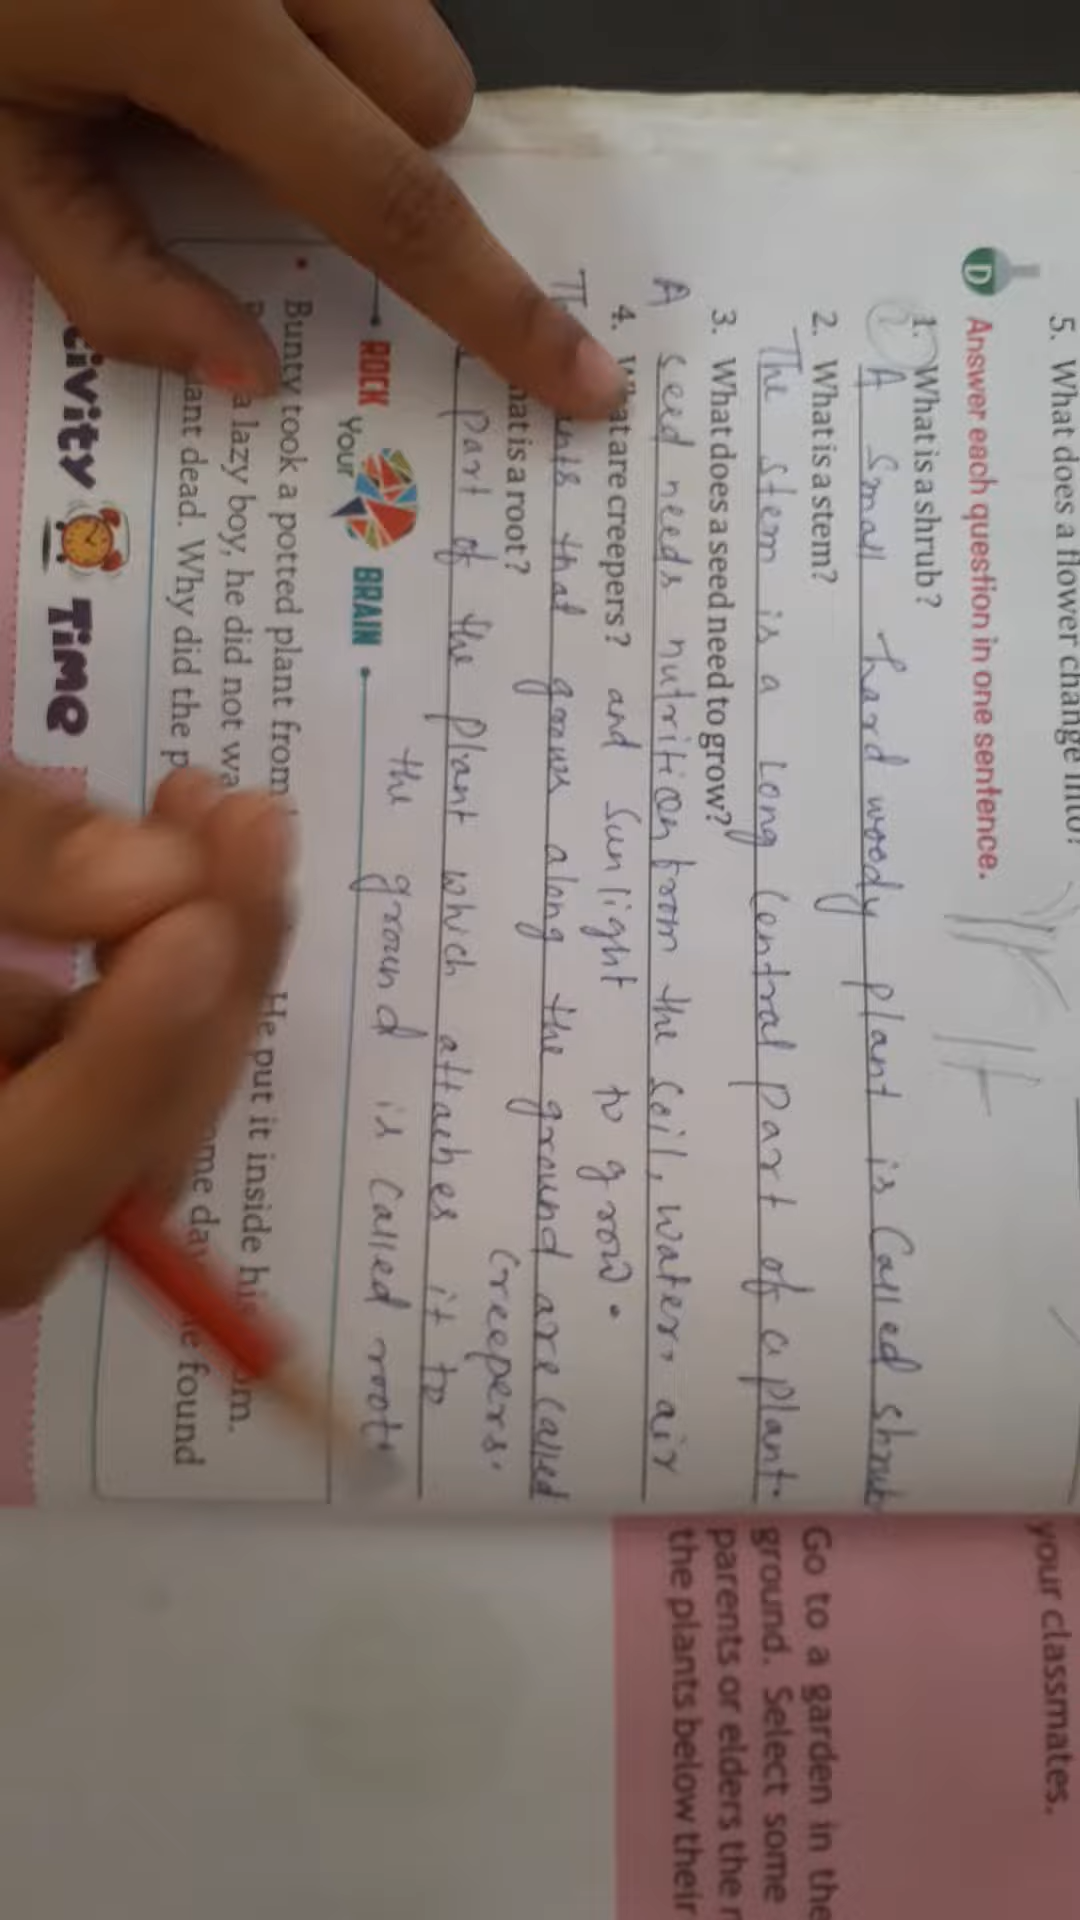 5. What does a flower change into?
D Answer each question in one sentence.
1. What is a shrub?
A small hard woody plant is called shrub
2. What is a stem?
The stem is a long central part of a plant.
3. What does a seed need to grow?
A seed needs nutrition from the soil, water, air
and sunlight to grow.
4. What are creepers?
that grows along the ground are called
creepers.
hat is a root?
part of the plant which attaches it to
the ground is called root
ROCK Your BRAIN
• Bunty took a potted plant from
He put it inside his
a lazy boy, he did not wa
ant dead. Why did the p
found
tivity Time
your classmates.
Go to a garden in the
ground. Select some
parents or elders the n
the plants below their